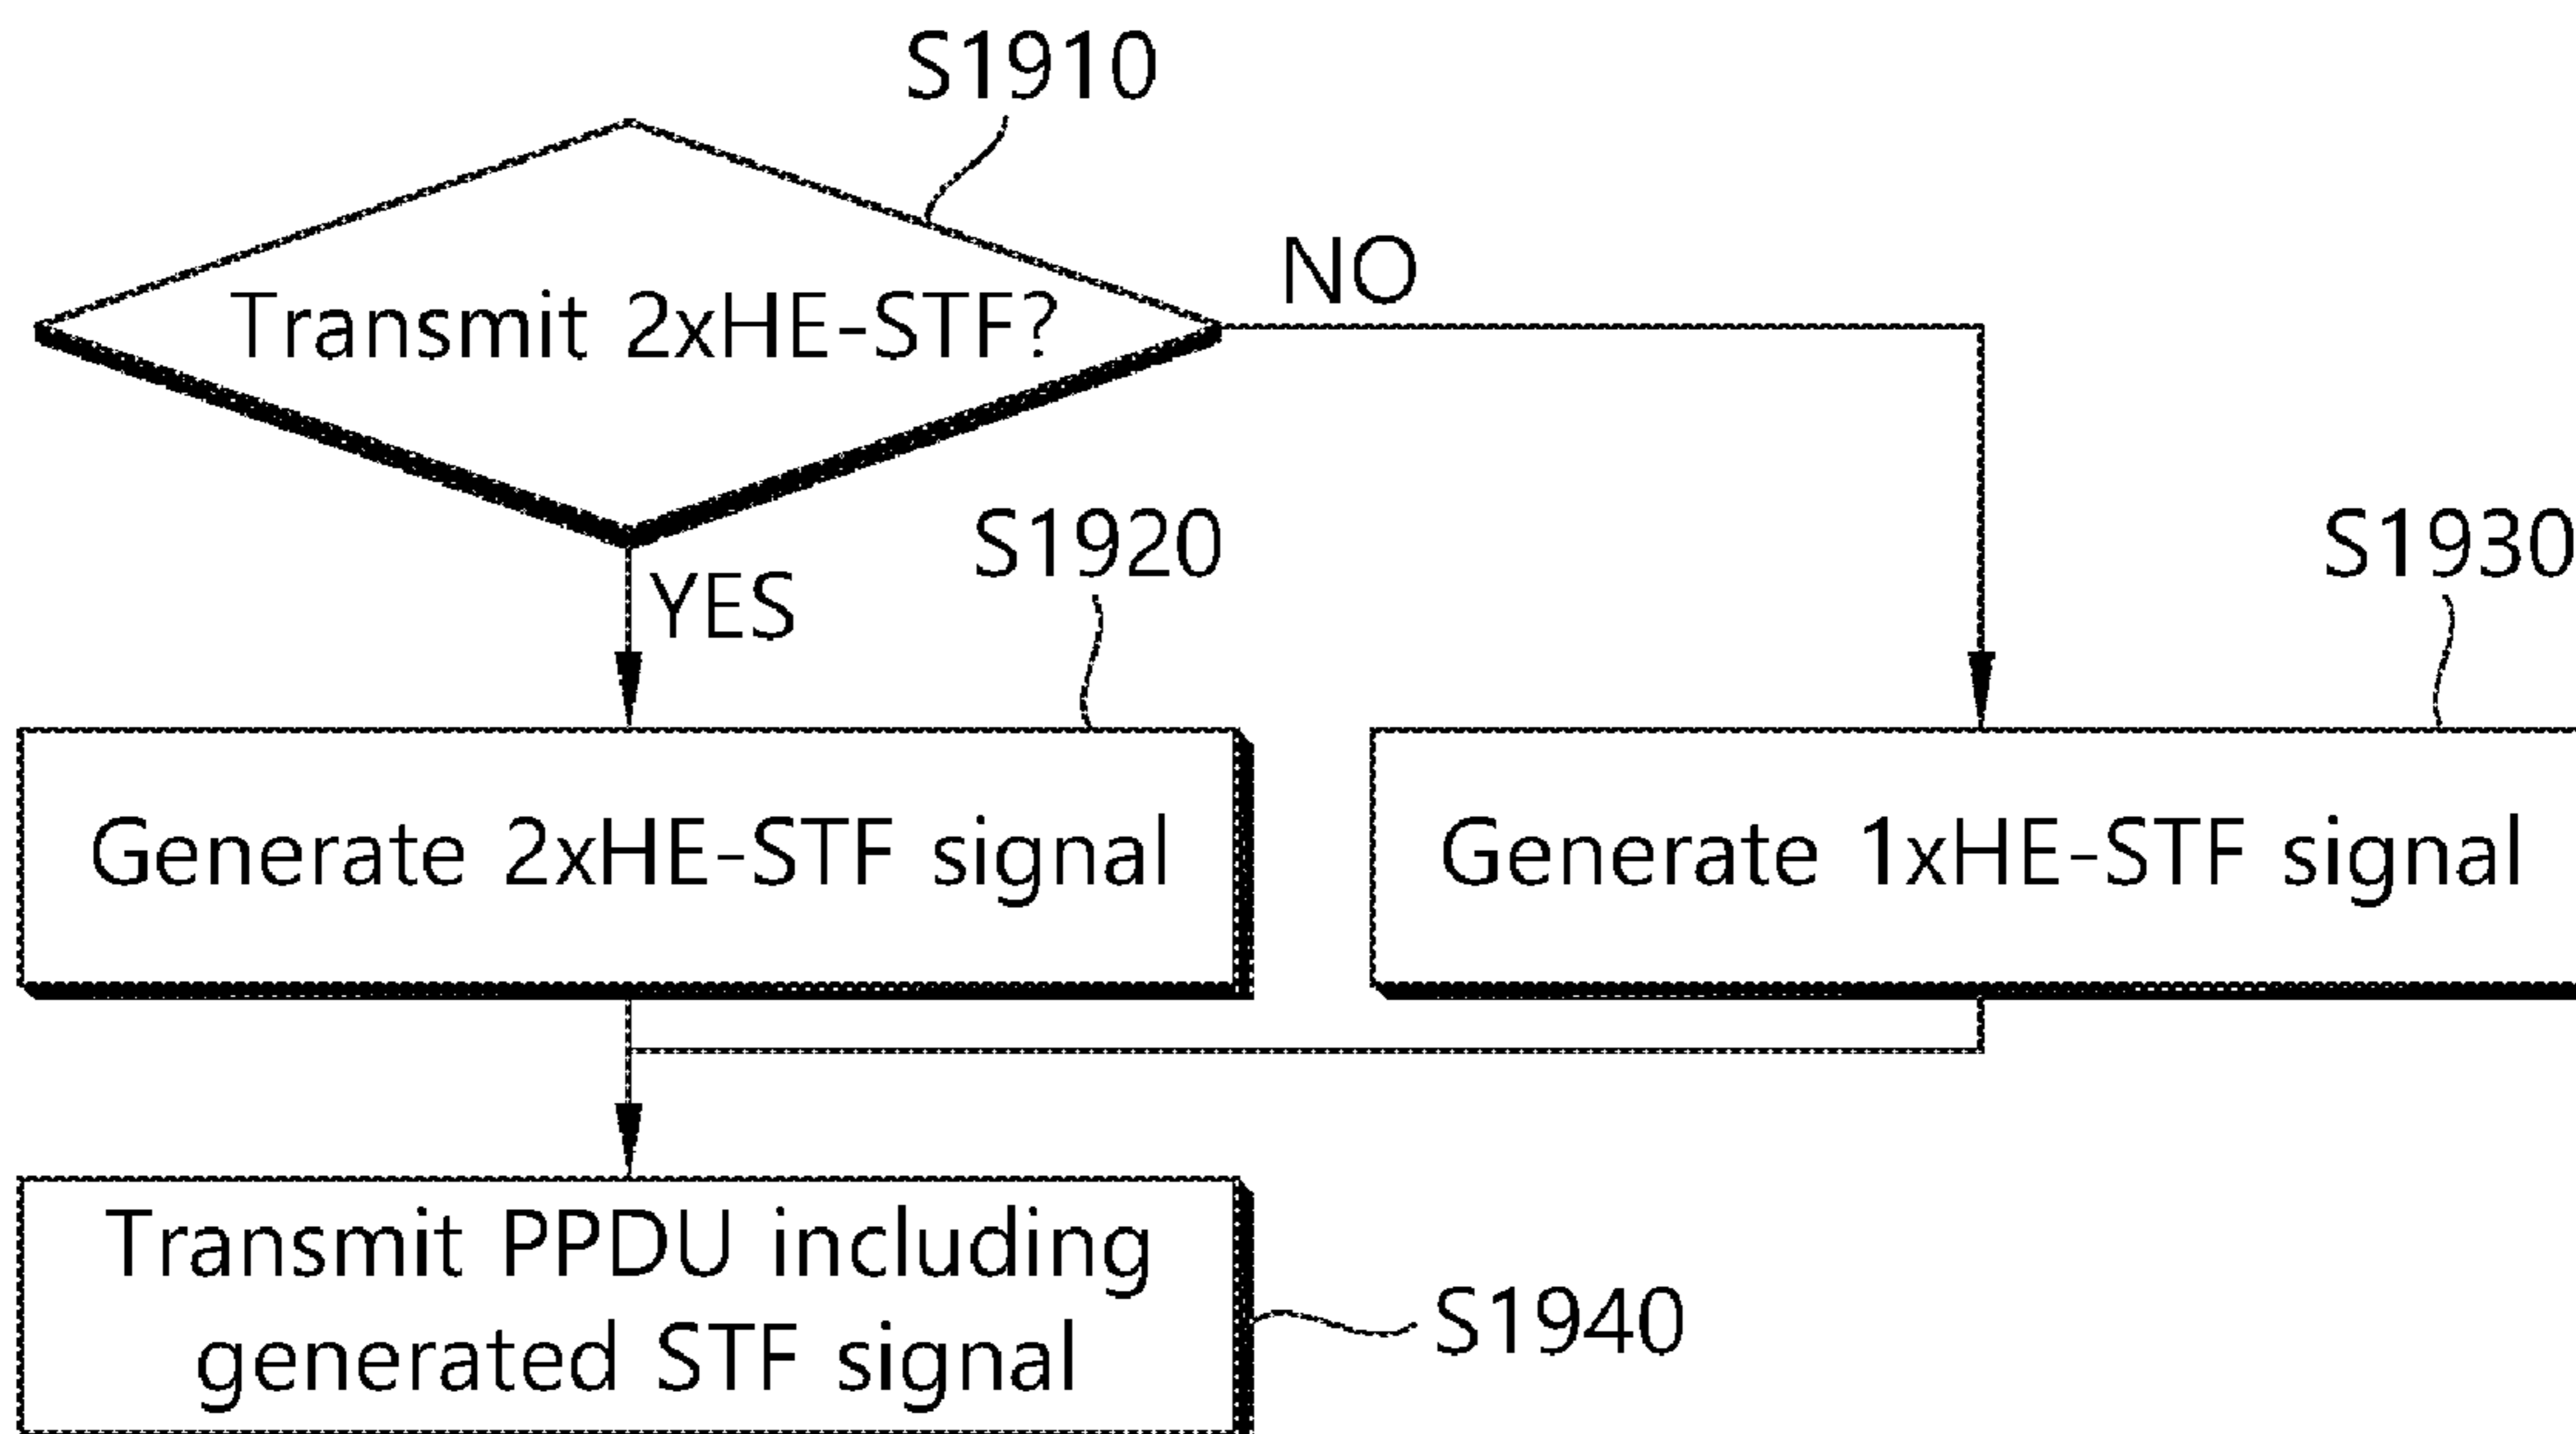 S1910
Transmit 2xHE-STF?
NO
YES
S1920
S1930
Generate 2xHE-STF signal
Generate 1xHE-STF signal
Transmit PPDU including
generated STF signal
S1940